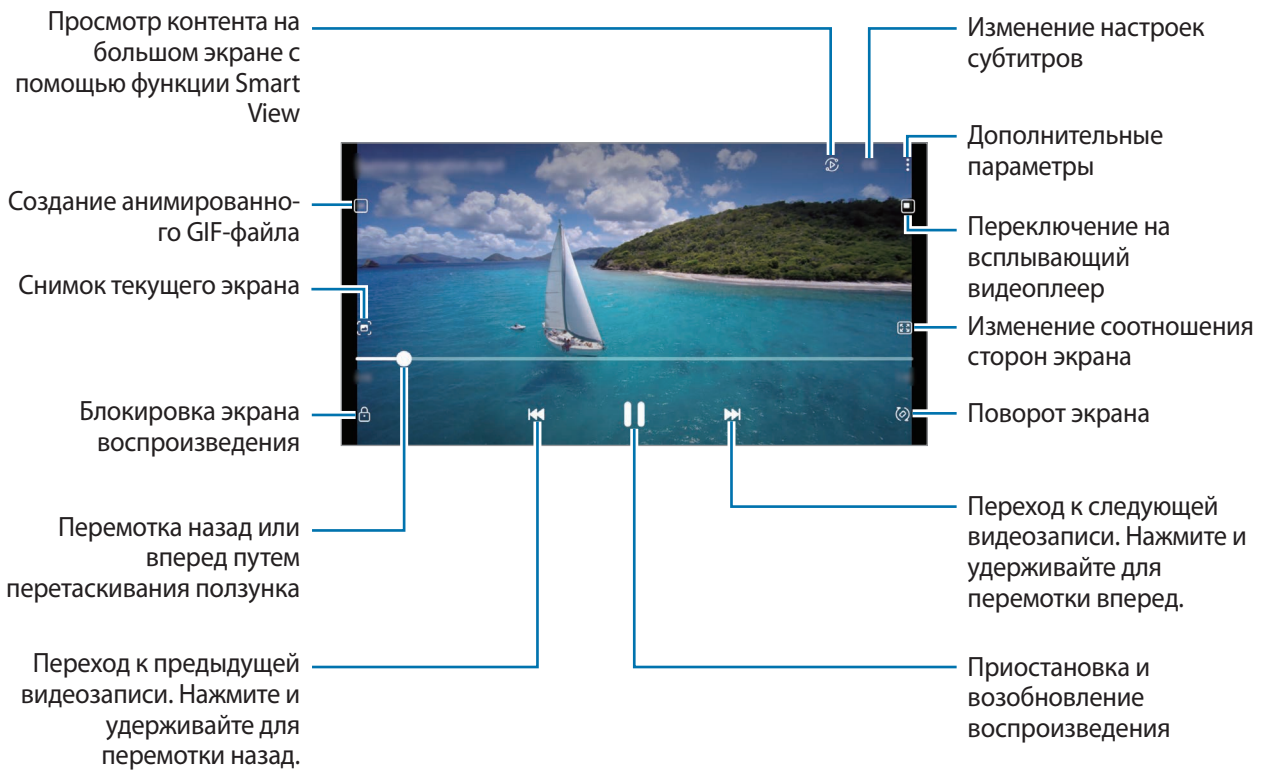 Просмотр контента на
большом экране с
помощью функции Smart
View
Создание анимированно-
го GIF-файла
Снимок текущего экрана
Блокировка экрана
воспроизведения
Перемотка назад или
вперед путем
перетаскивания ползунка
Переход к предыдущей
видеозаписи. Нажмите и
удерживайте для
перемотки назад.
Изменение настроек
субтитров
Дополнительные
параметры
Переключение на
всплывающий
видеоплеер
Изменение соотношения
сторон экрана
Поворот экрана
Переход к следующей
видеозаписи. Нажмите и
удерживайте для
перемотки вперед.
Приостановка и
возобновление
воспроизведения